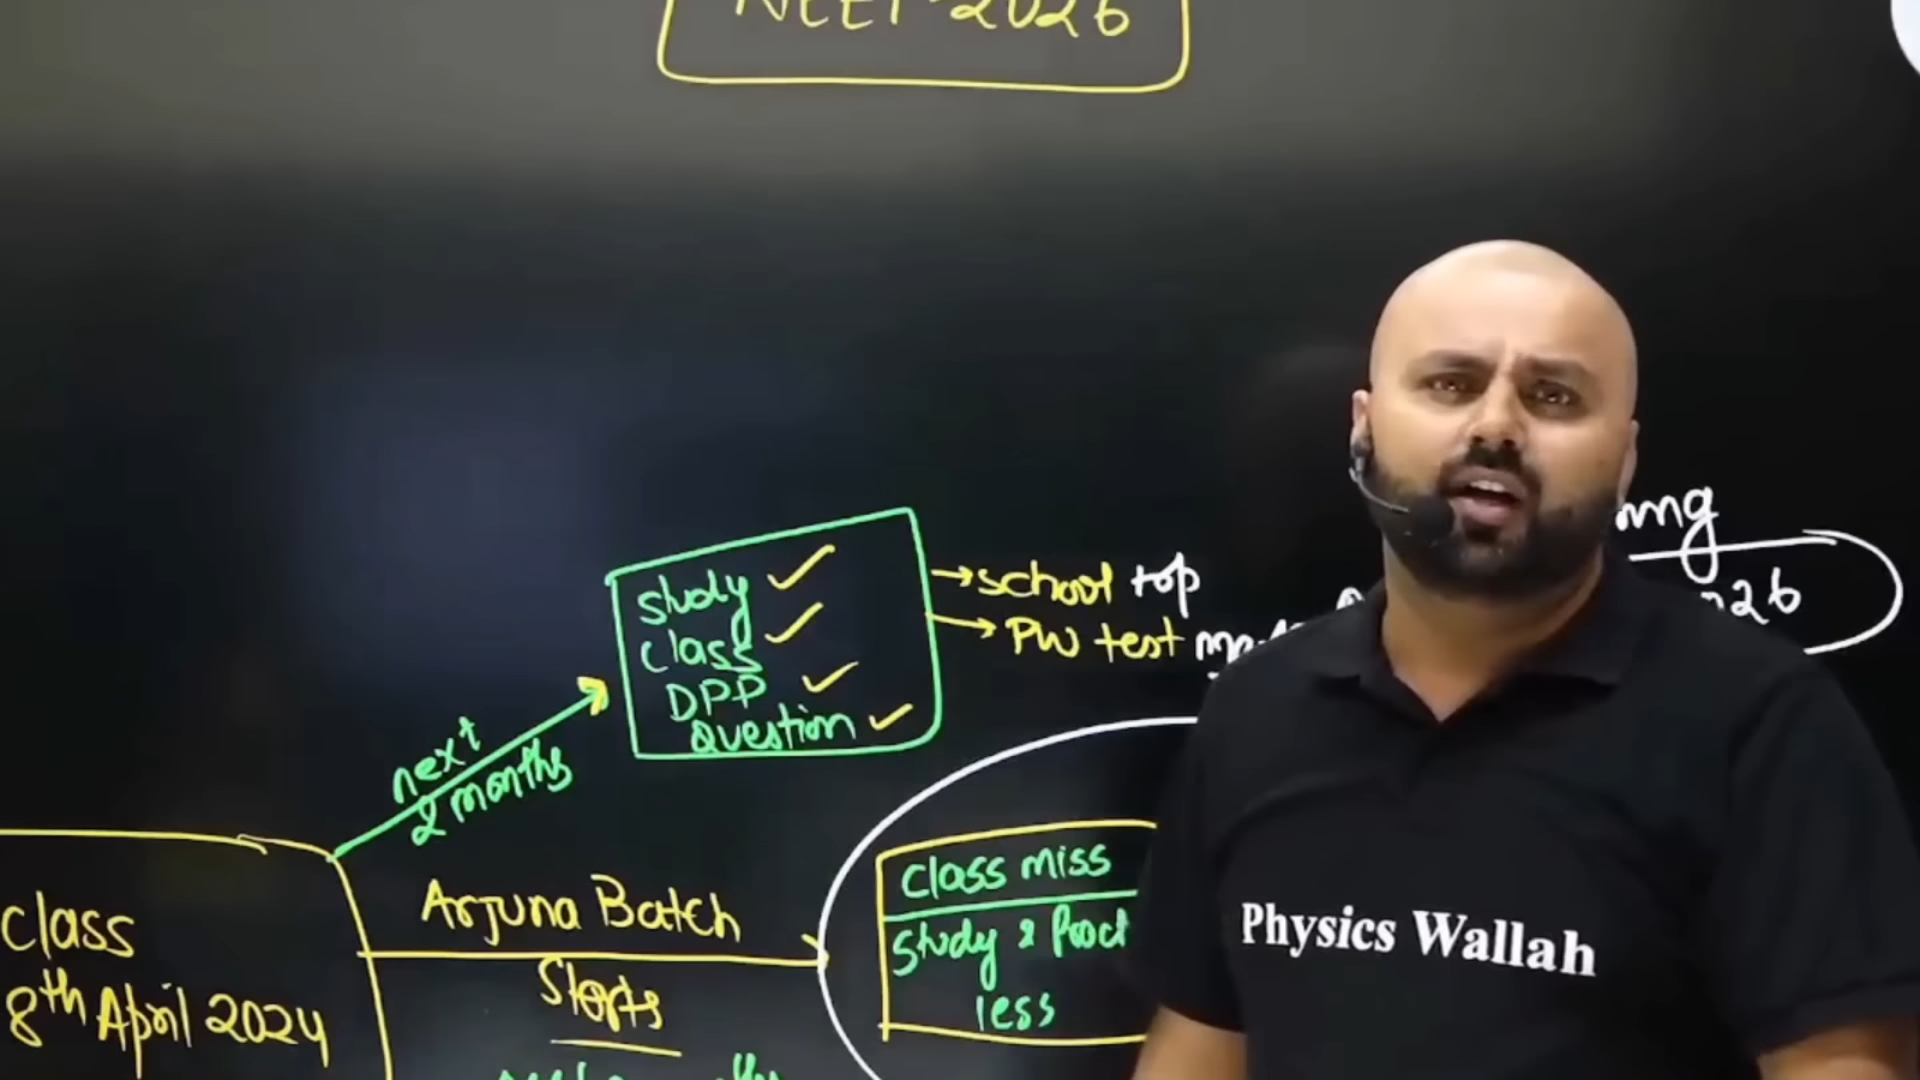 NEET-2026
study ✓
class ✓
DPP ✓
Question ✓
→ school top
→ PW test
26
next
2 months
class
8th April 2024
Arjuna Batch
Starts
class miss
study & Pract
less
Physics Wallah